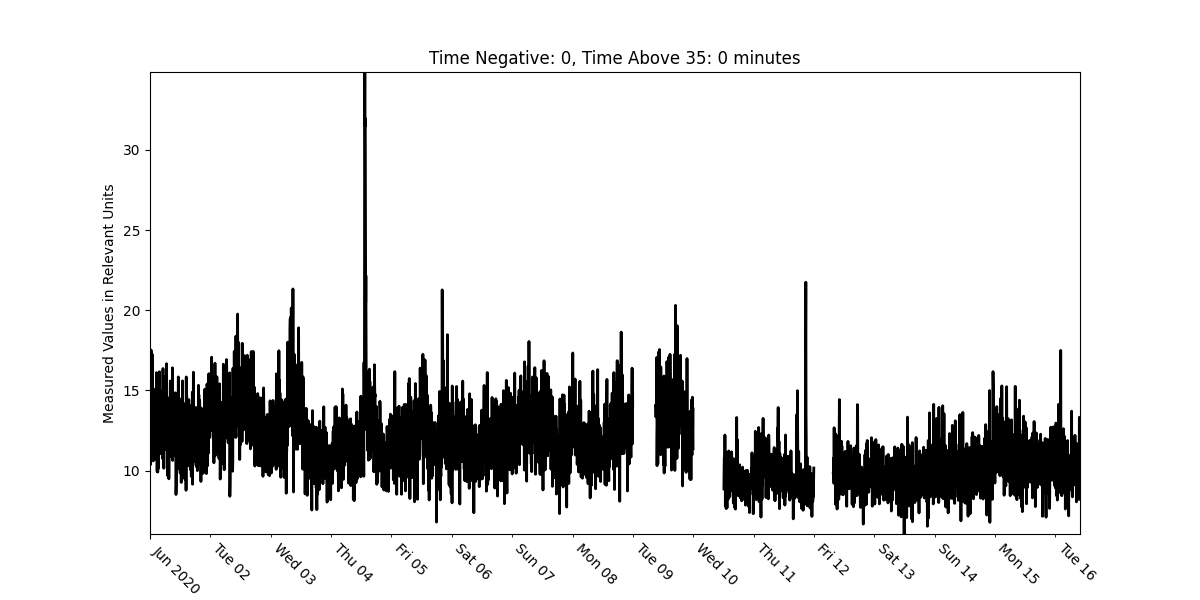 Time Negative: 0, Time Above 35: 0 minutes
Measured Values in Relevant Units
30
25
20
15
10
Jun 2020
Tue 02
Wed 03
Thu 04
Fri 05
Sat 06
Sun 07
Mon 08
Tue 09
Wed 10
Thu 11
Fri 12
Sat 13
Sun 14
Mon 15
Tue 16